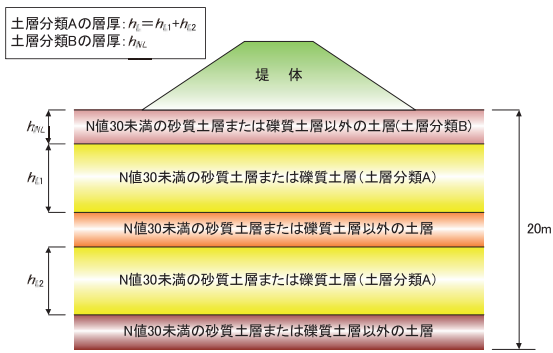 土層分類Aの層厚：hL＝hL1+hL2
土層分類Bの層厚：hNL
堤 体
hNL
N値30未満の砂質土層または礫質土層以外の土層(土層分類B)
hL1
N値30未満の砂質土層または礫質土層（土層分類A）
N値30未満の砂質土層または礫質土層以外の土層
20m
hL2
N値30未満の砂質土層または礫質土層（土層分類A）
N値30未満の砂質土層または礫質土層以外の土層